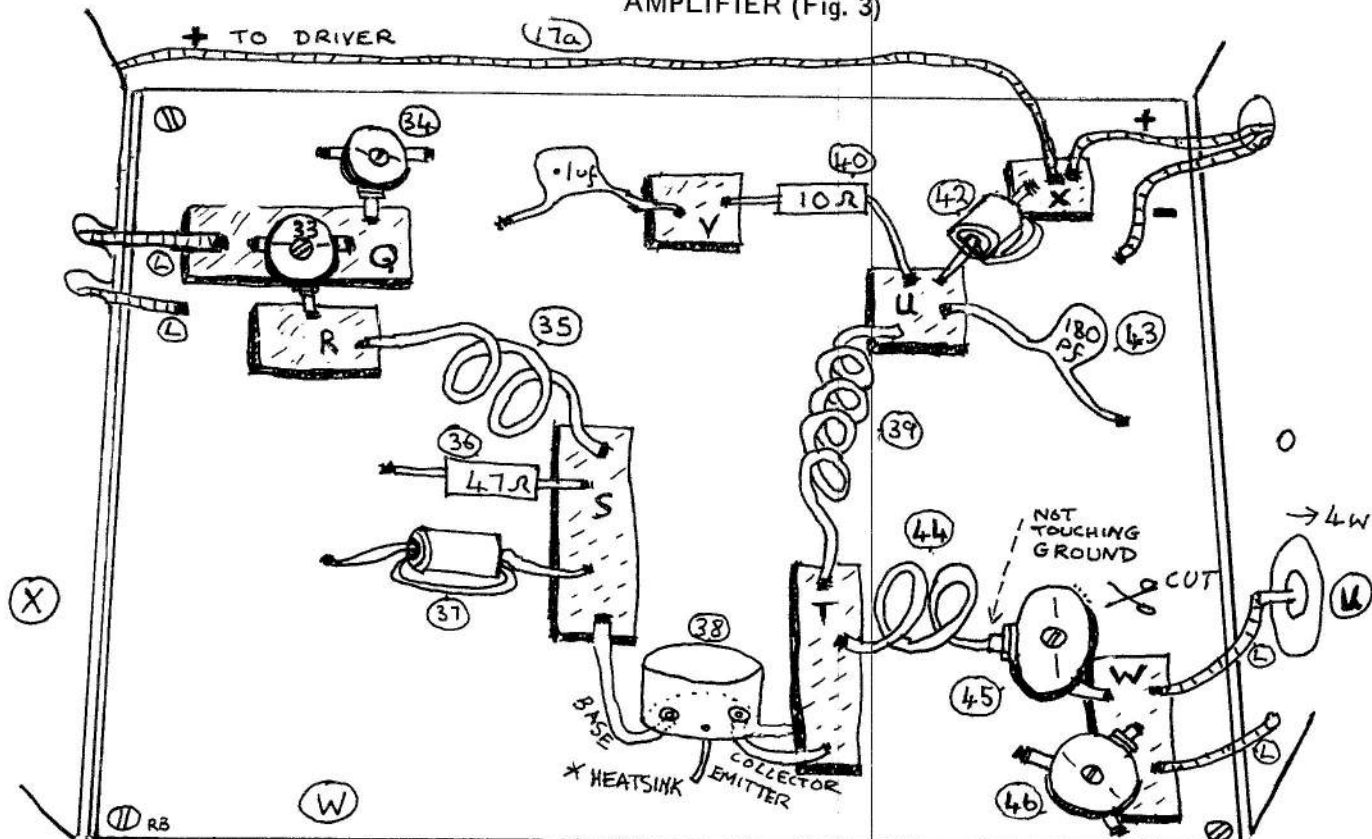 AMPLIFIER (Fig. 3)
+ TO DRIVER
17a
34
+
40
.1uf
42
X
10Ω
V
33
-
L
Q
U
L
180
pf
43
R
35
39
36
47Ω
S
NOT
TOUCHING
GROUND
44
→ 4W
CUT
X
37
T
38
L
W
45
BASE
COLLECTOR
EMITTER
* HEATSINK
L
46
W
RB